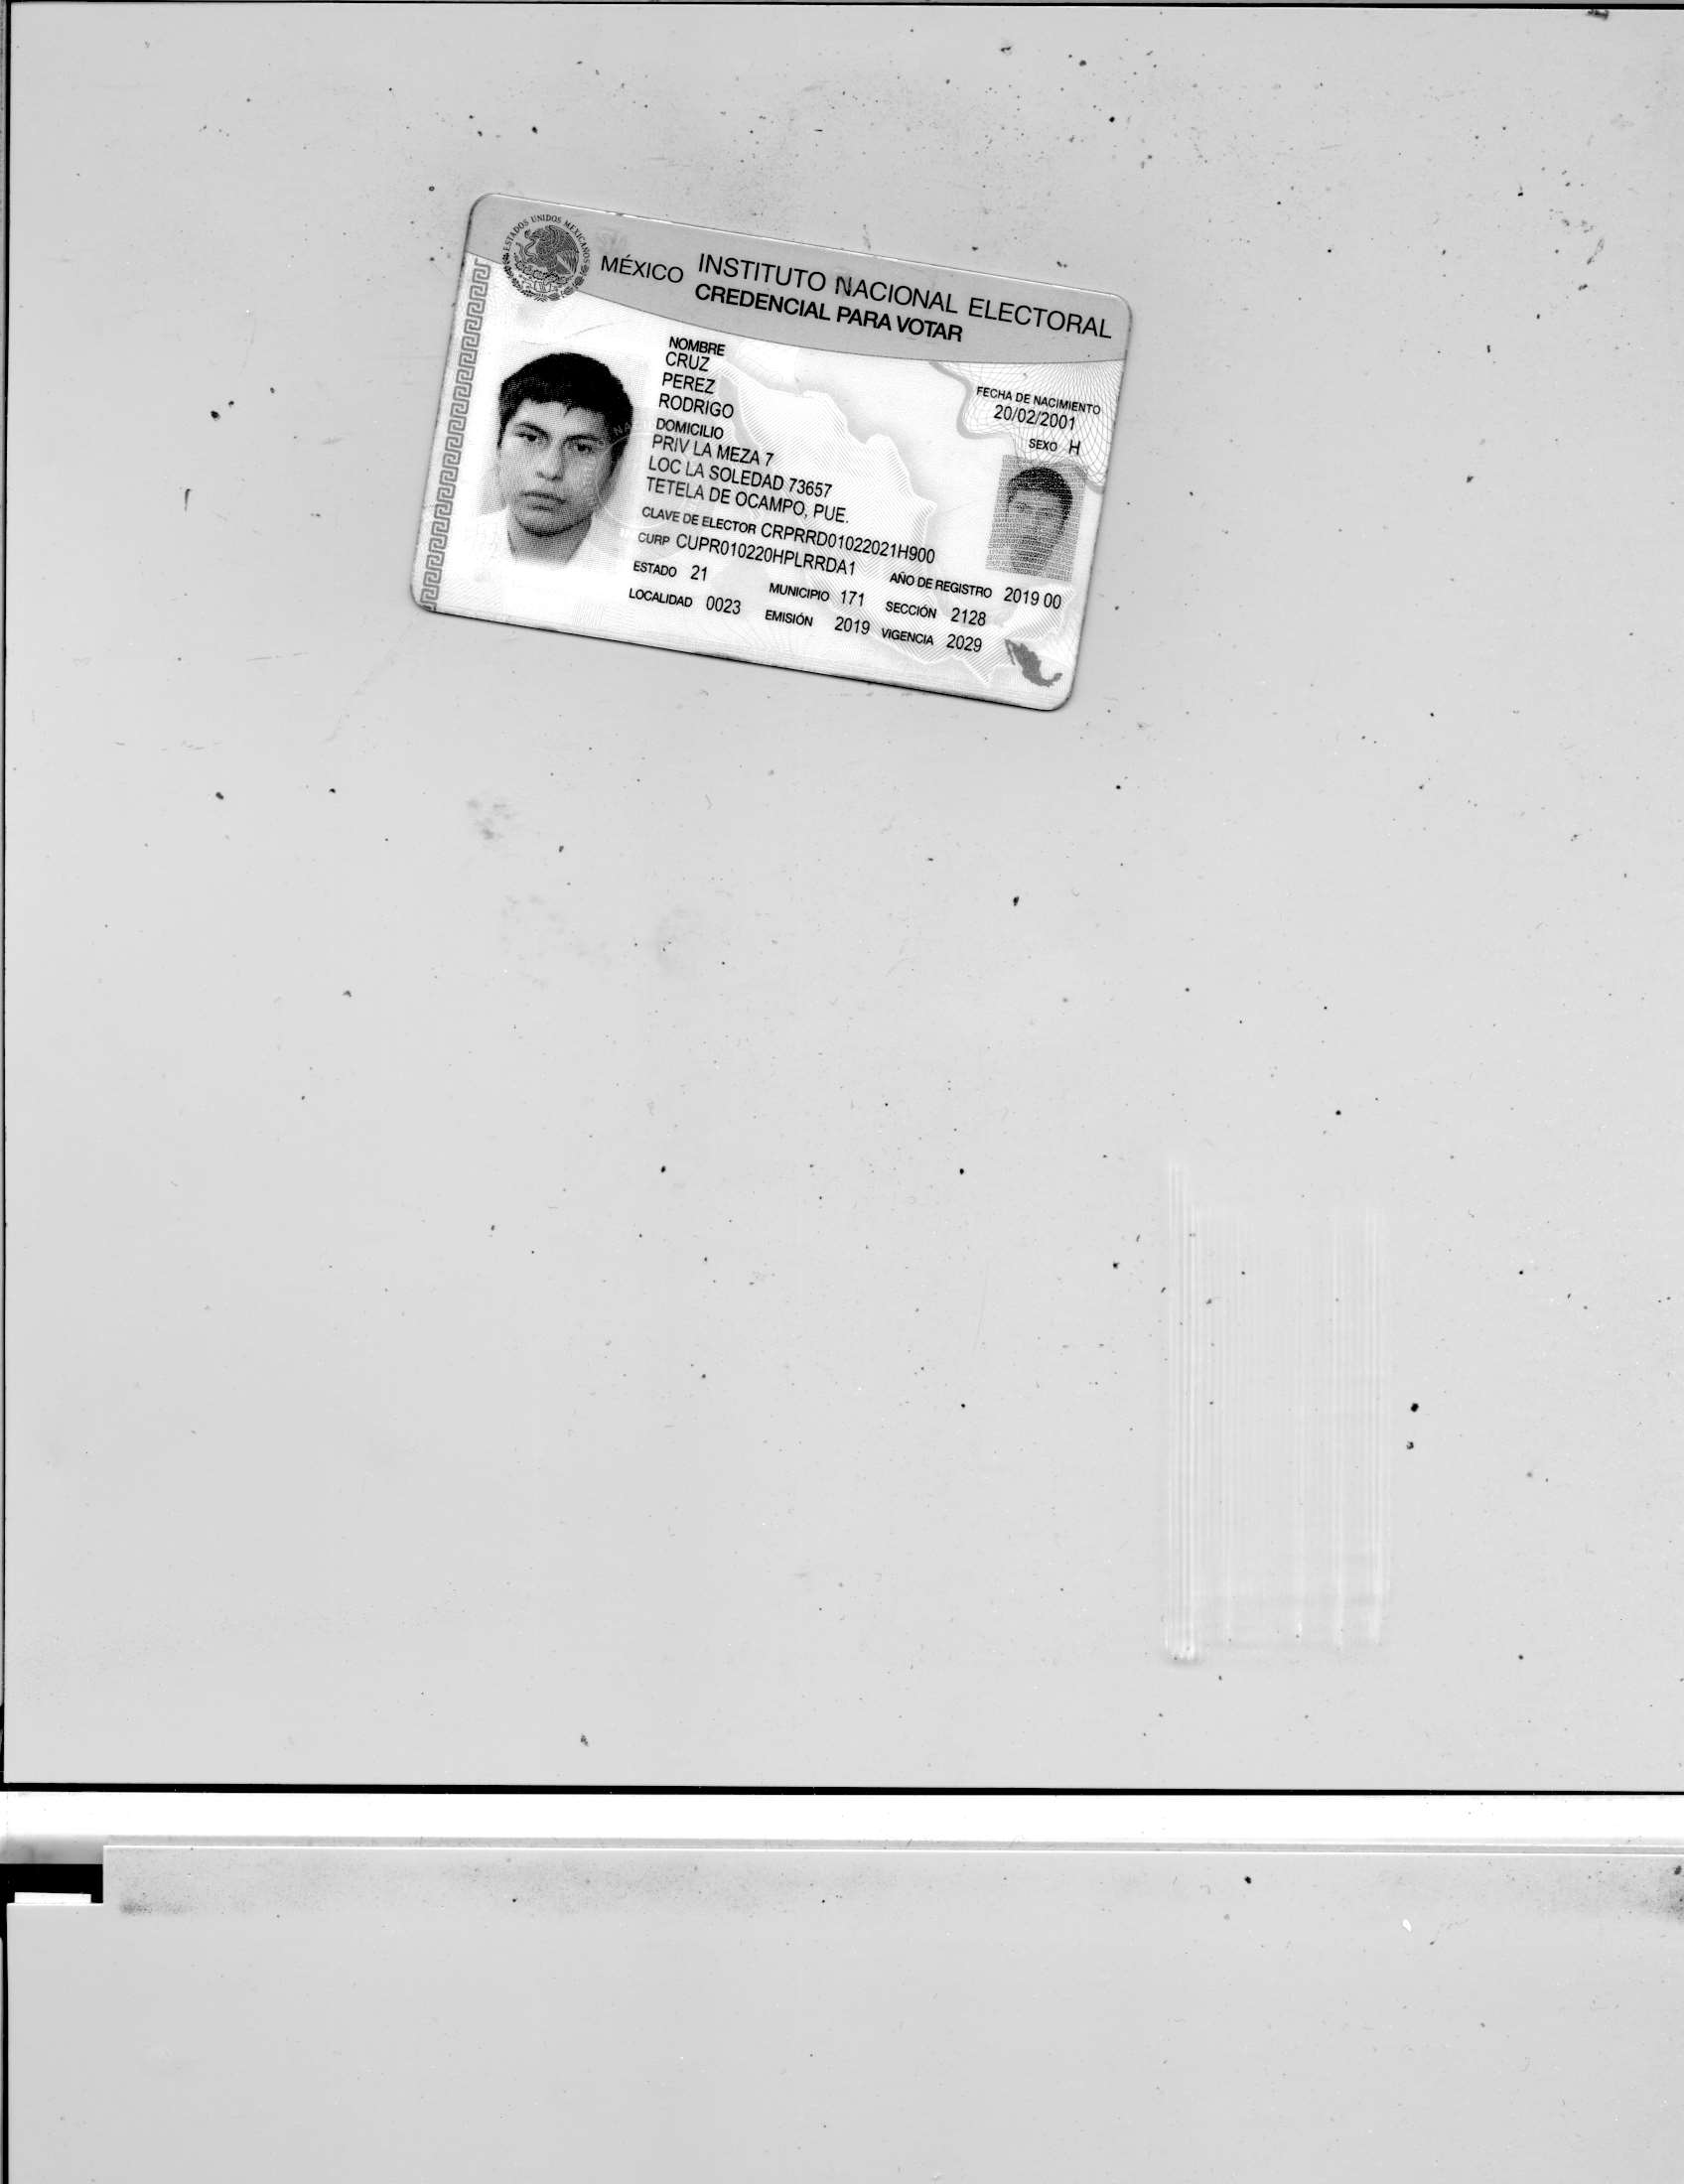 ESTADOS UNIDOS MEXICANOS
MÉXICO INSTITUTO NACIONAL ELECTORAL
CREDENCIAL PARA VOTAR
NOMBRE
CRUZ
PEREZ
RODRIGO
FECHA DE NACIMIENTO
20/02/2001
SEXO H
DOMICILIO
PRIV LA MEZA 7
LOC LA SOLEDAD 73657
TETELA DE OCAMPO, PUE.
CLAVE DE ELECTOR CRPRRD01022021H900
CURP CUPR010220HPLRRDA1 AÑO DE REGISTRO 2019 00
ESTADO 21 MUNICIPIO 171 SECCIÓN 2128
LOCALIDAD 0023 EMISIÓN 2019 VIGENCIA 2029